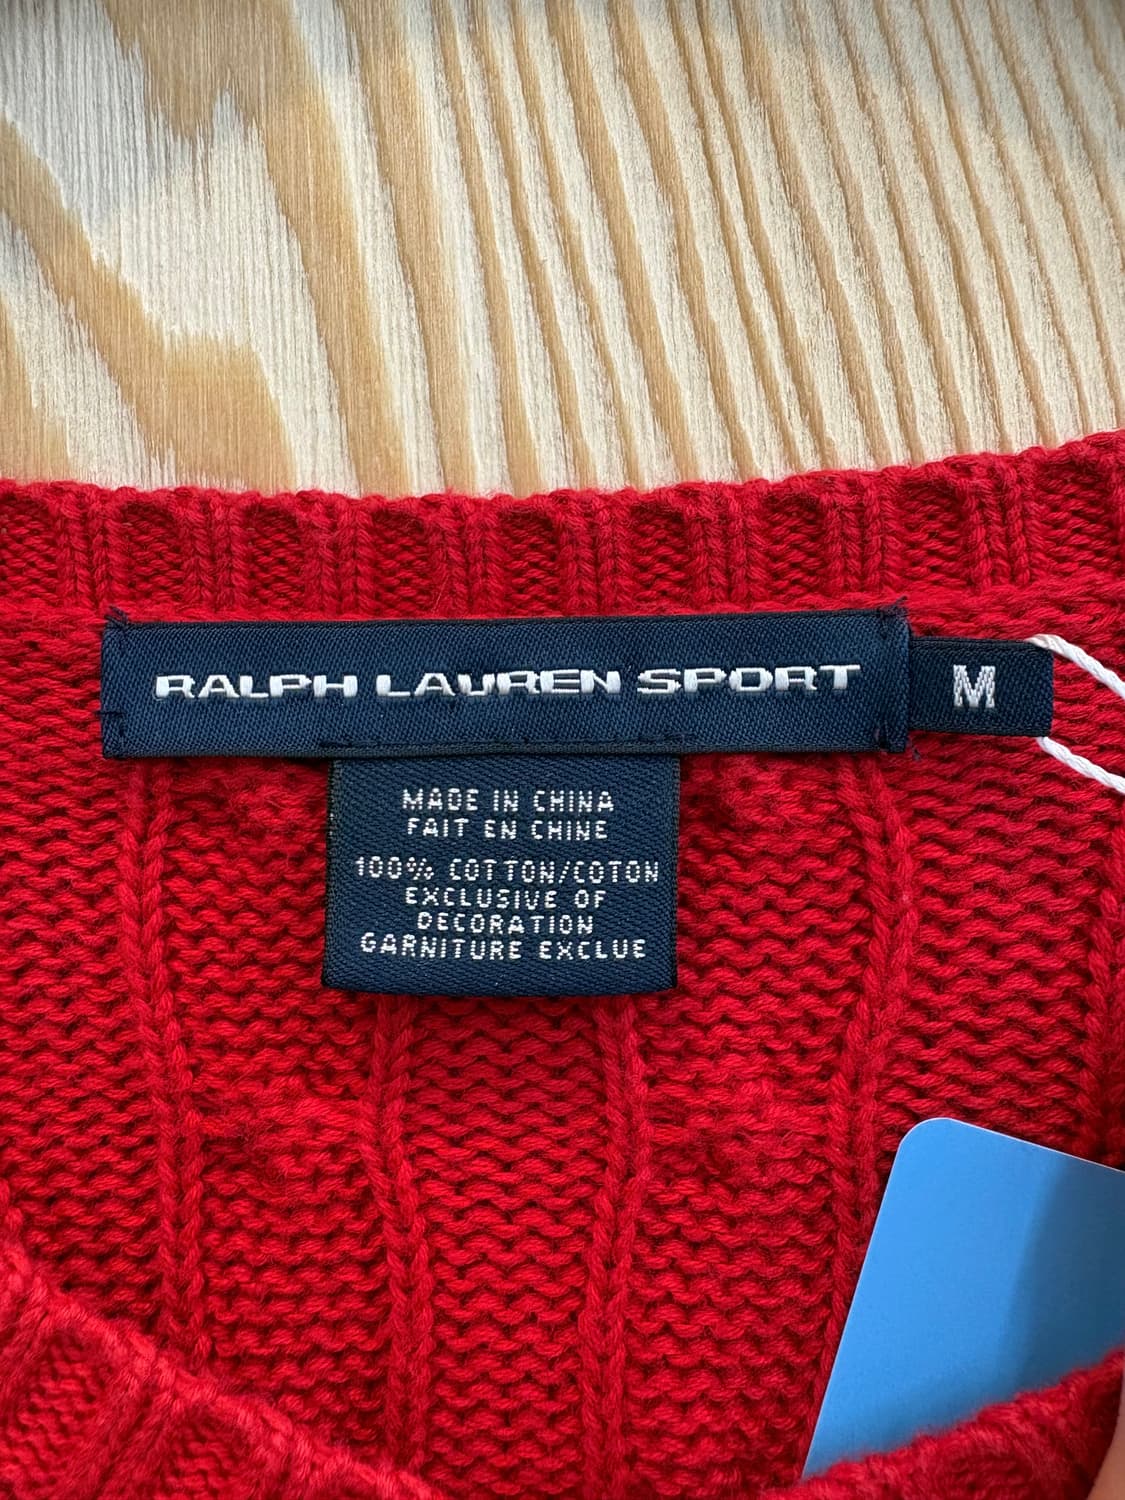 RALPH LAUREN SPORT
M
MADE IN CHINA
FAIT EN CHINE
100% COTTON/COTON
EXCLUSIVE OF
DECORATION
GARNITURE EXCLUE